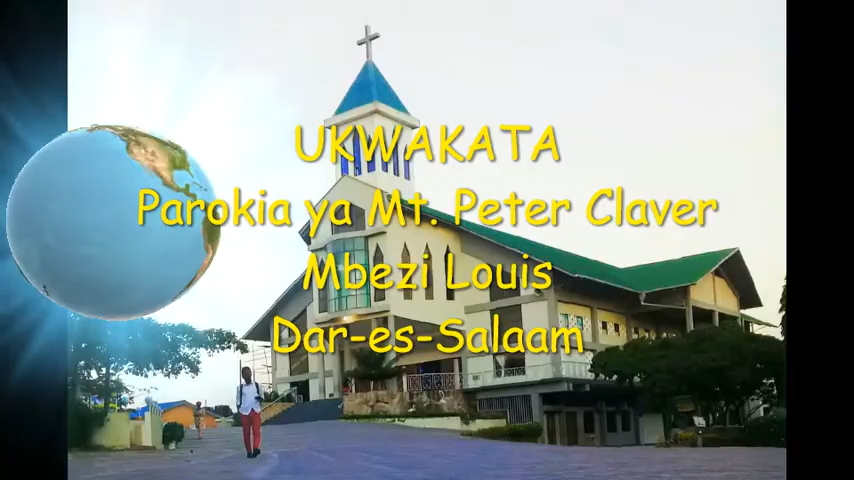 UKWAKATA
Parokia ya Mt. Peter Claver
Mbezi Louis
Dar-es-Salaam